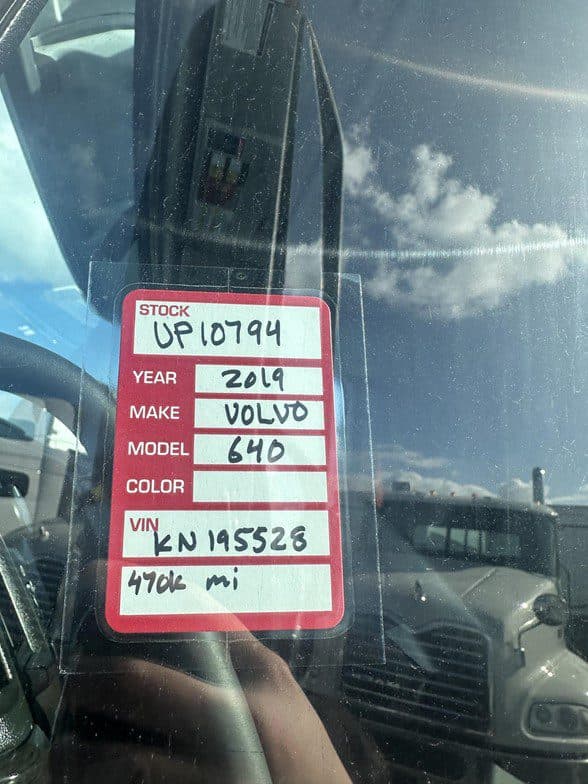 STOCK
UP10794
YEAR 2019
MAKE VOLVO
MODEL 640
COLOR
VIN
KN195528
470k mi